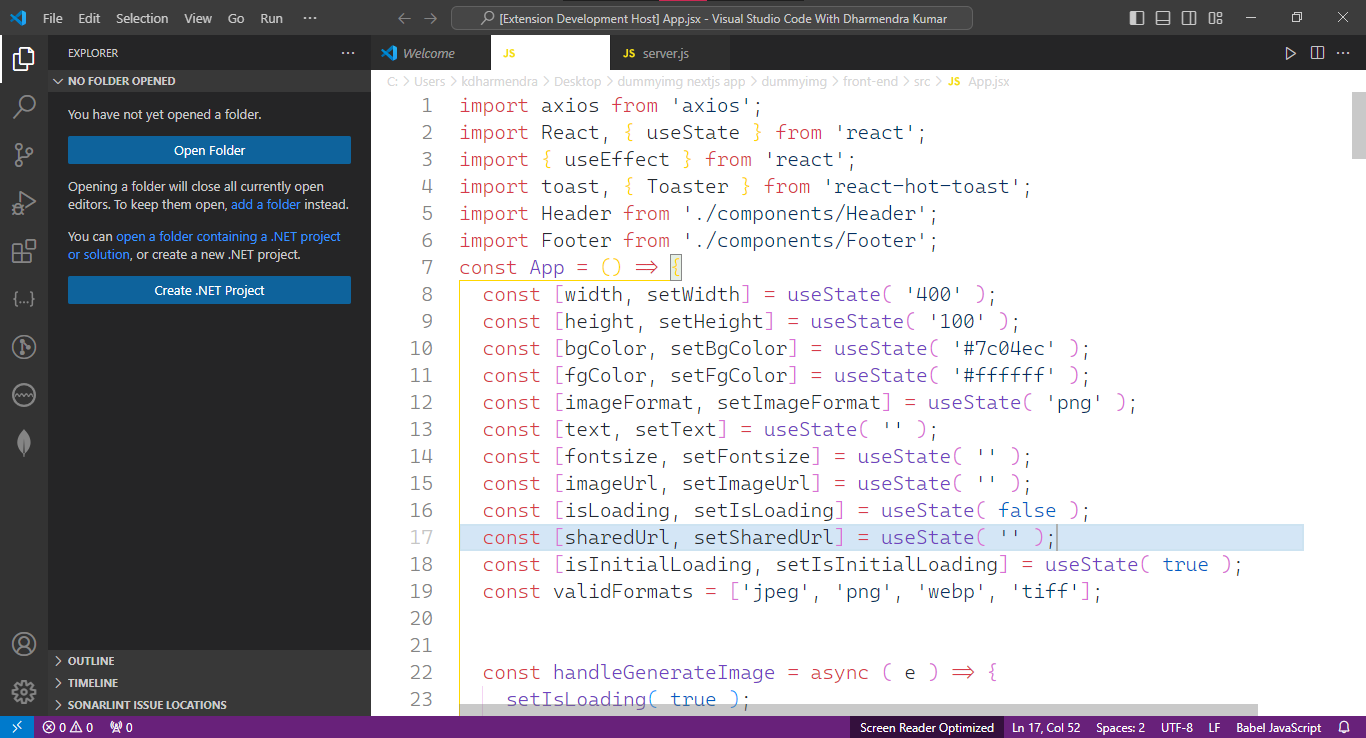 File Edit Selection View Go Run ··· [Extension Development Host] App.jsx - Visual Studio Code With Dharmendra Kumar
EXPLORER ···
NO FOLDER OPENED
You have not yet opened a folder.
Open Folder
Opening a folder will close all currently open
editors. To keep them open, add a folder instead.
You can open a folder containing a .NET project
or solution, or create a new .NET project.
Create .NET Project
OUTLINE
TIMELINE
SONARLINT ISSUE LOCATIONS
Welcome JS JS server.js ···
C: > Users > kdharmendra > Desktop > dummyimg nextjs app > dummyimg > front-end > src > JS App.jsx
1 import axios from 'axios';
2 import React, { useState } from 'react';
3 import { useEffect } from 'react';
4 import toast, { Toaster } from 'react-hot-toast';
5 import Header from './components/Header';
6 import Footer from './components/Footer';
7 const App = () => {
8 const [width, setWidth] = useState( '400' );
9 const [height, setHeight] = useState( '100' );
10 const [bgColor, setBgColor] = useState( '#7c04ec' );
11 const [fgColor, setFgColor] = useState( '#ffffff' );
12 const [imageFormat, setImageFormat] = useState( 'png' );
13 const [text, setText] = useState( '' );
14 const [fontsize, setFontsize] = useState( '' );
15 const [imageUrl, setImageUrl] = useState( '' );
16 const [isLoading, setIsLoading] = useState( false );
17 const [sharedUrl, setSharedUrl] = useState( '' );
18 const [isInitialLoading, setIsInitialLoading] = useState( true );
19 const validFormats = ['jpeg', 'png', 'webp', 'tiff'];
20
21
22 const handleGenerateImage = async ( e ) => {
23 setIsLoading( true );
0 0 0 Screen Reader Optimized Ln 17, Col 52 Spaces: 2 UTF-8 LF Babel JavaScript